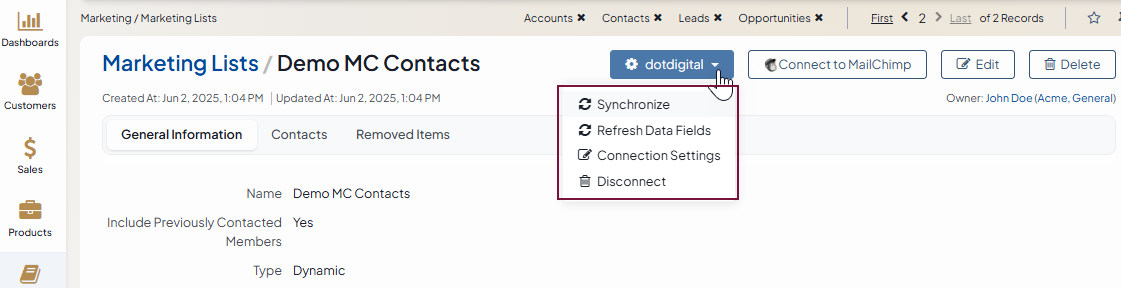 Marketing / Marketing Lists
Accounts ✖ Contacts ✖ Leads ✖ Opportunities ✖ First 2 Last of 2 Records
Dashboards
Customers
Sales
Products
Marketing Lists / Demo MC Contacts
dotdigital
Connect to MailChimp
Edit
Delete
Created At: Jun 2, 2025, 1:04 PM Updated At: Jun 2, 2025, 1:04 PM
Owner: John Doe (Acme, General)
Synchronize
Refresh Data Fields
Connection Settings
Disconnect
General Information Contacts Removed Items
Name Demo MC Contacts
Include Previously Contacted Yes
Members
Type Dynamic